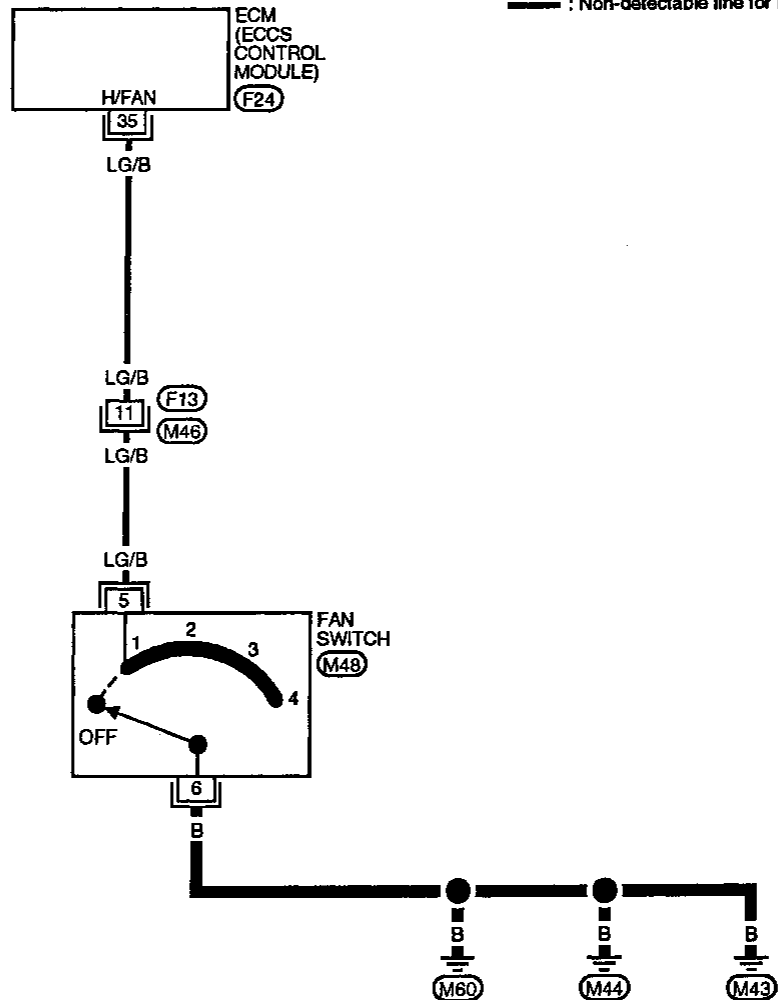 : Non-detectable line for
ECM
(ECCS
CONTROL
MODULE)
F24
H/FAN
35
LG/B
LG/B
11
F13
M46
LG/B
LG/B
5
FAN
SWITCH
M48
1
2
3
4
OFF
6
B
B
B
B
M60
M44
M43